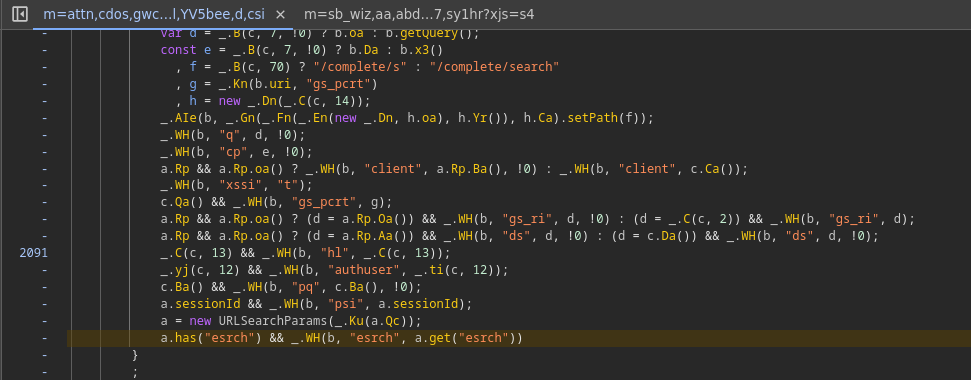 m=attn,cdos,gwc...l,YV5bee,d,csi × m=sb_wiz,aa,abd...7,sy1hr?xjs=s4
- var d = _.B(c, 7, !0) ? b.oa : b.getQuery();
- const e = _.B(c, 7, !0) ? b.Da : b.x3()
- , f = _.B(c, 70) ? "/complete/s" : "/complete/search"
- , g = _.Kn(b.uri, "gs_pcrt")
- , h = new _.Dn(_.C(c, 14));
- _.AIe(b, _.Gn(_.Fn(_.En(new _.Dn, h.oa), h.Yr()), h.Ca).setPath(f));
- _.WH(b, "q", d, !0);
- _.WH(b, "cp", e, !0);
- a.Rp && a.Rp.oa() ? _.WH(b, "client", a.Rp.Ba(), !0) : _.WH(b, "client", c.Ca());
- _.WH(b, "xssi", "t");
- c.Qa() && _.WH(b, "gs_pcrt", g);
- a.Rp && a.Rp.oa() ? (d = a.Rp.Oa()) && _.WH(b, "gs_ri", d, !0) : (d = _.C(c, 2)) && _.WH(b, "gs_ri", d);
- a.Rp && a.Rp.oa() ? (d = a.Rp.Aa()) && _.WH(b, "ds", d, !0) : (d = c.Da()) && _.WH(b, "ds", d, !0);
2091 _.C(c, 13) && _.WH(b, "hl", _.C(c, 13));
- _.yj(c, 12) && _.WH(b, "authuser", _.ti(c, 12));
- c.Ba() && _.WH(b, "pq", c.Ba(), !0);
- a.sessionId && _.WH(b, "psi", a.sessionId);
- a = new URLSearchParams(_.Ku(a.Qc));
- a.has("esrch") && _.WH(b, "esrch", a.get("esrch"))
- }
- ;